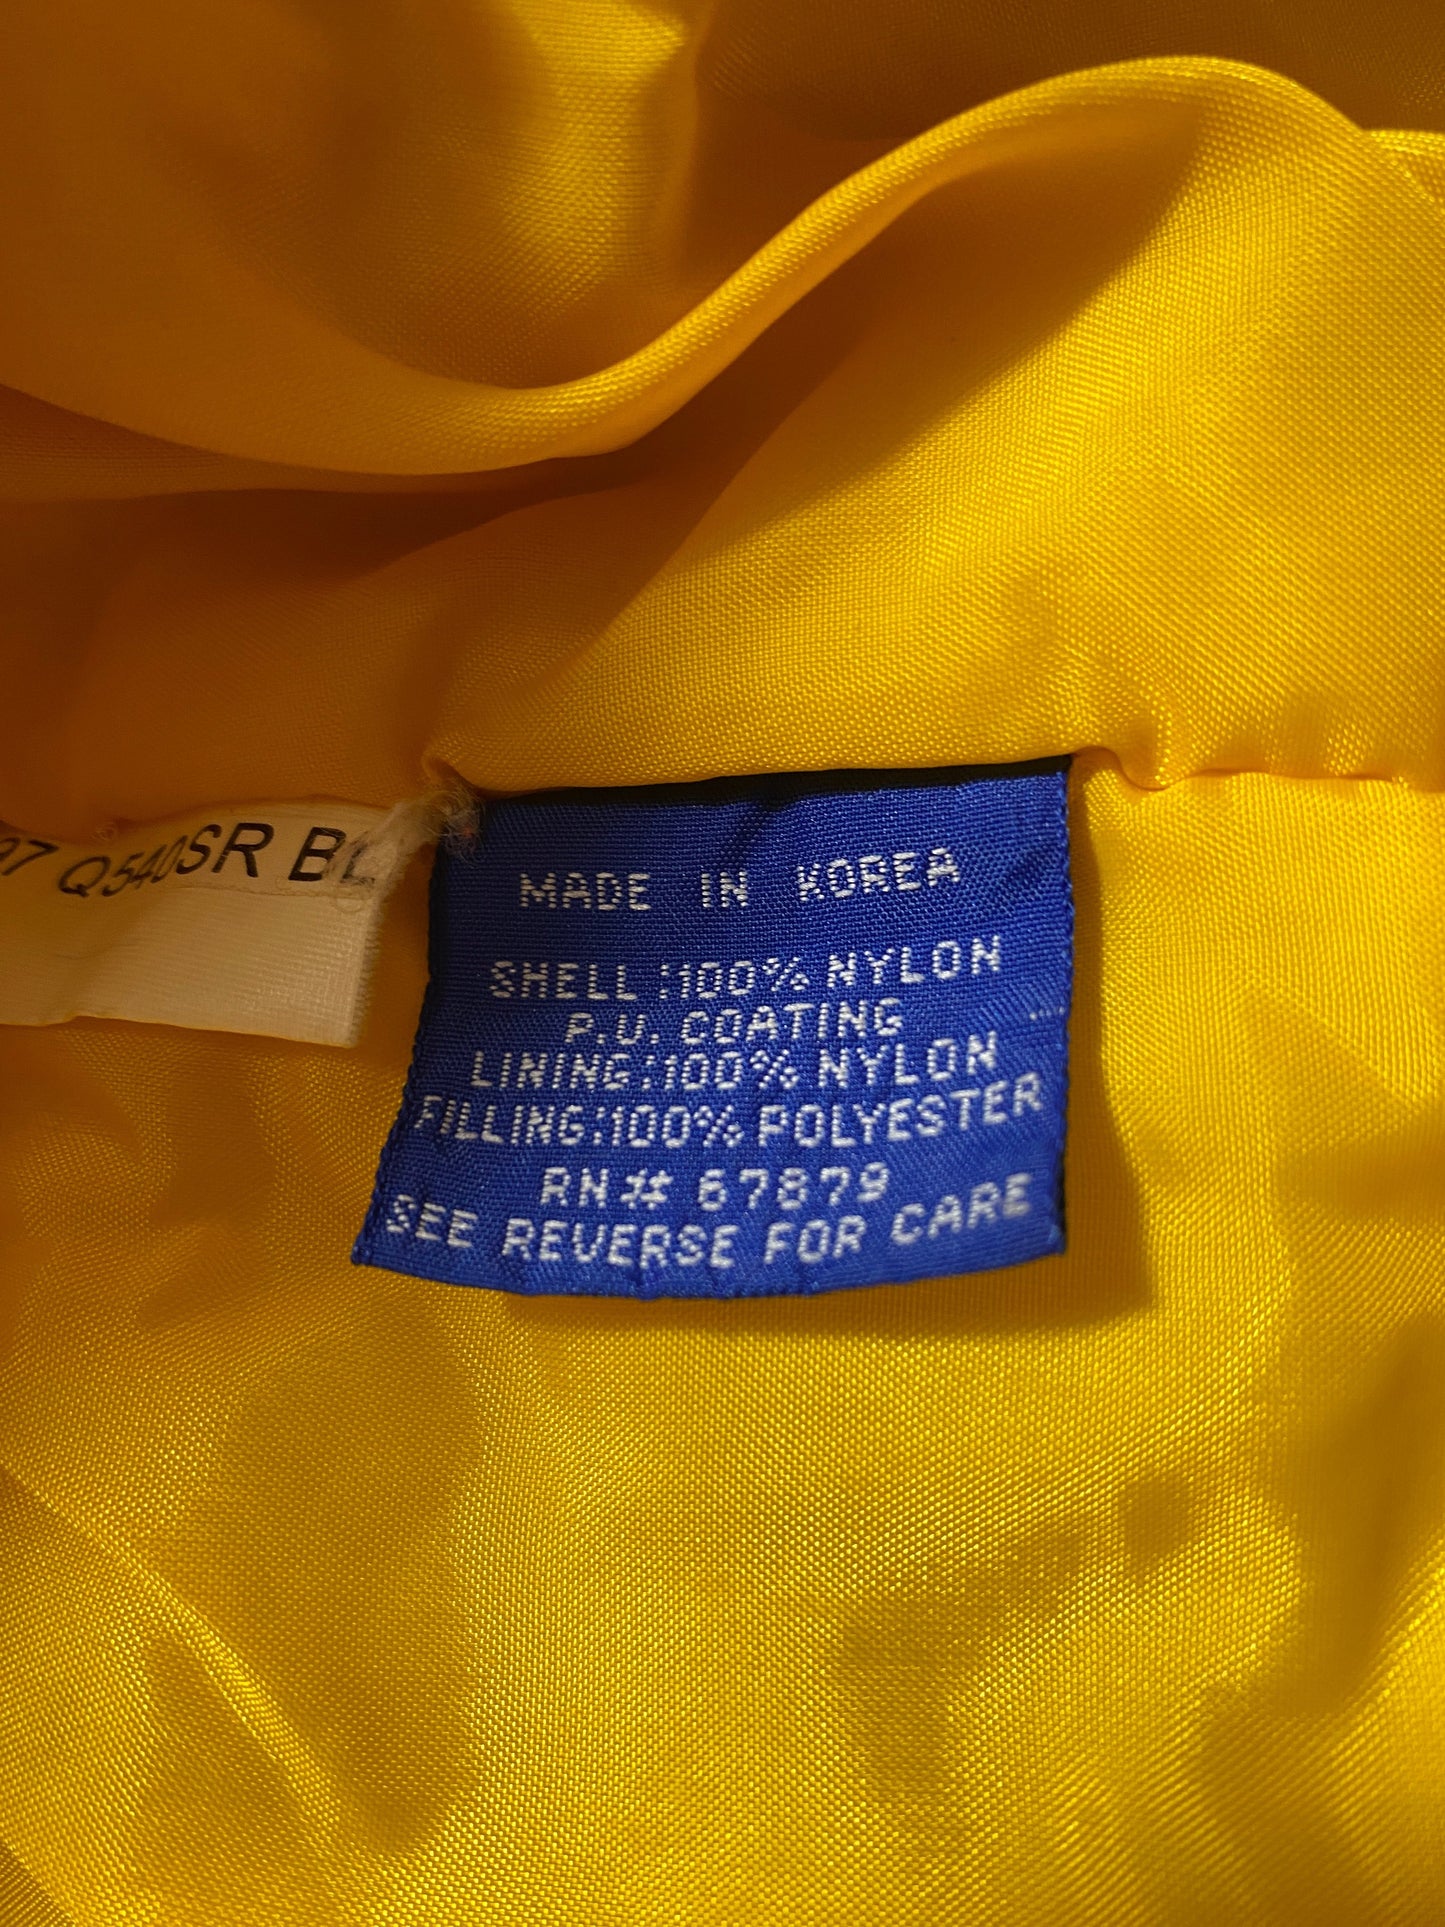 97 Q540SR BL
MADE IN KOREA
SHELL:100% NYLON
P.U. COATING
LINING:100% NYLON
FILLING:100% POLYESTER
RN# 67879
SEE REVERSE FOR CARE